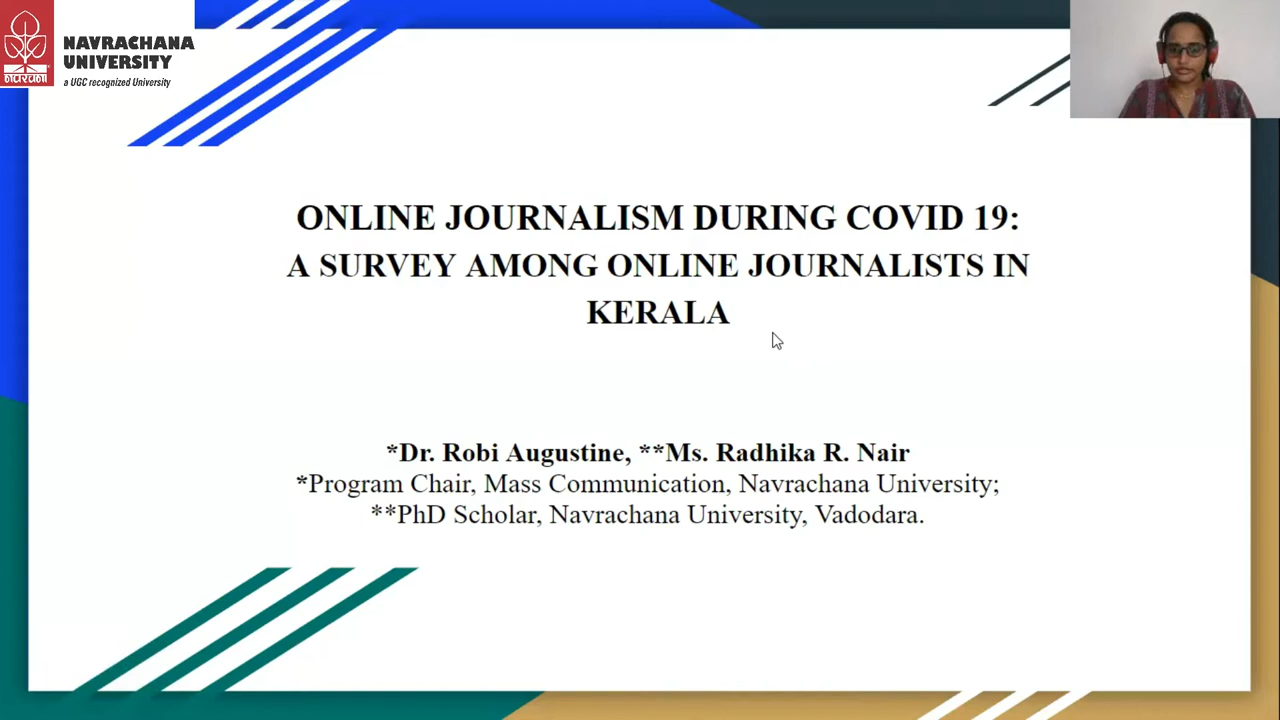 NAVRACHANA
UNIVERSITY
a UGC recognized University
नवरचना
ONLINE JOURNALISM DURING COVID 19:
A SURVEY AMONG ONLINE JOURNALISTS IN
KERALA
*Dr. Robi Augustine, **Ms. Radhika R. Nair
*Program Chair, Mass Communication, Navrachana University;
**PhD Scholar, Navrachana University, Vadodara.